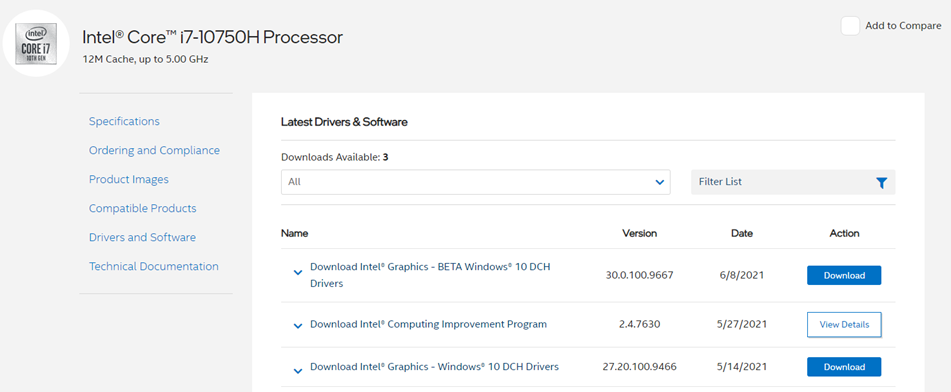 intel
CORE i7
10TH GEN
Intel® Core™ i7-10750H Processor
12M Cache, up to 5.00 GHz
Add to Compare
Specifications
Ordering and Compliance
Product Images
Compatible Products
Drivers and Software
Technical Documentation
Latest Drivers & Software
Downloads Available: 3
All
Filter List
Name Version Date Action
Download Intel® Graphics - BETA Windows® 10 DCH
Drivers
30.0.100.9667 6/8/2021 Download
Download Intel® Computing Improvement Program 2.4.7630 5/27/2021 View Details
Download Intel® Graphics - Windows® 10 DCH Drivers 27.20.100.9466 5/14/2021 Download